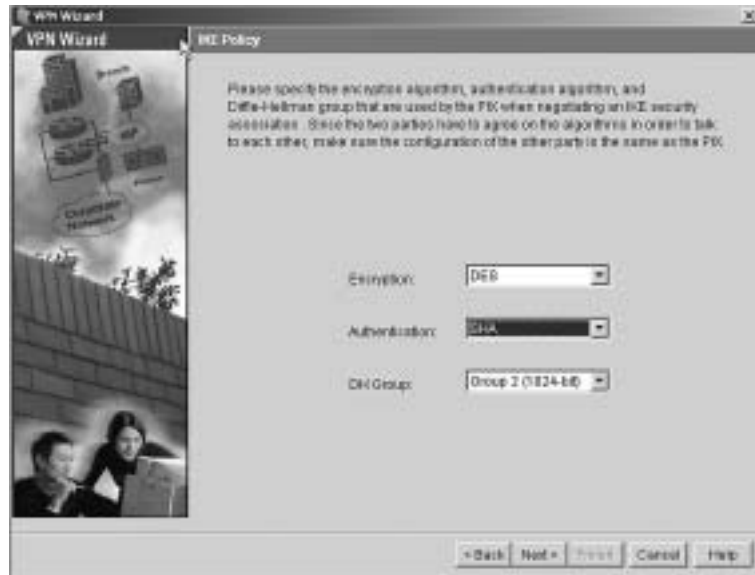 VPN Wizard
VPN Wizard
IKE Policy
Please specify the encryption algorithm, authentication algorithm, and
Diffie-Hellman group that are used by the PIX when negotiating an IKE security
association. Since the two parties have to agree on the algorithms in order to talk
to each other, make sure the configuration of the other party is the same as the PIX.
Encryption:
DES
Authentication:
SHA
DH Group:
Group 2 (1024-bit)
< Back
Next >
Finish
Cancel
Help